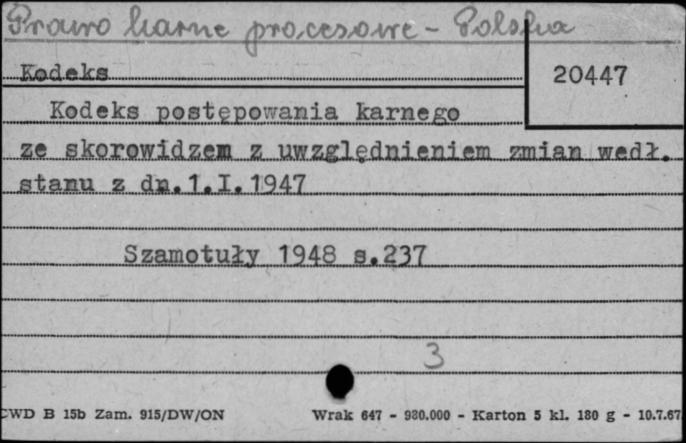 Prawo karne procesowe - Polska
Kodeks
20447
Kodeks postępowania karnego
ze skorowidzem z uwzględnieniem zmian wedł.
stanu z dn.1.I.1947
Szamotuły 1948 s.237
3
CWD B 15b Zam. 915/DW/ON Wrak 647 - 980.000 - Karton 5 kl. 180 g - 10.7.67